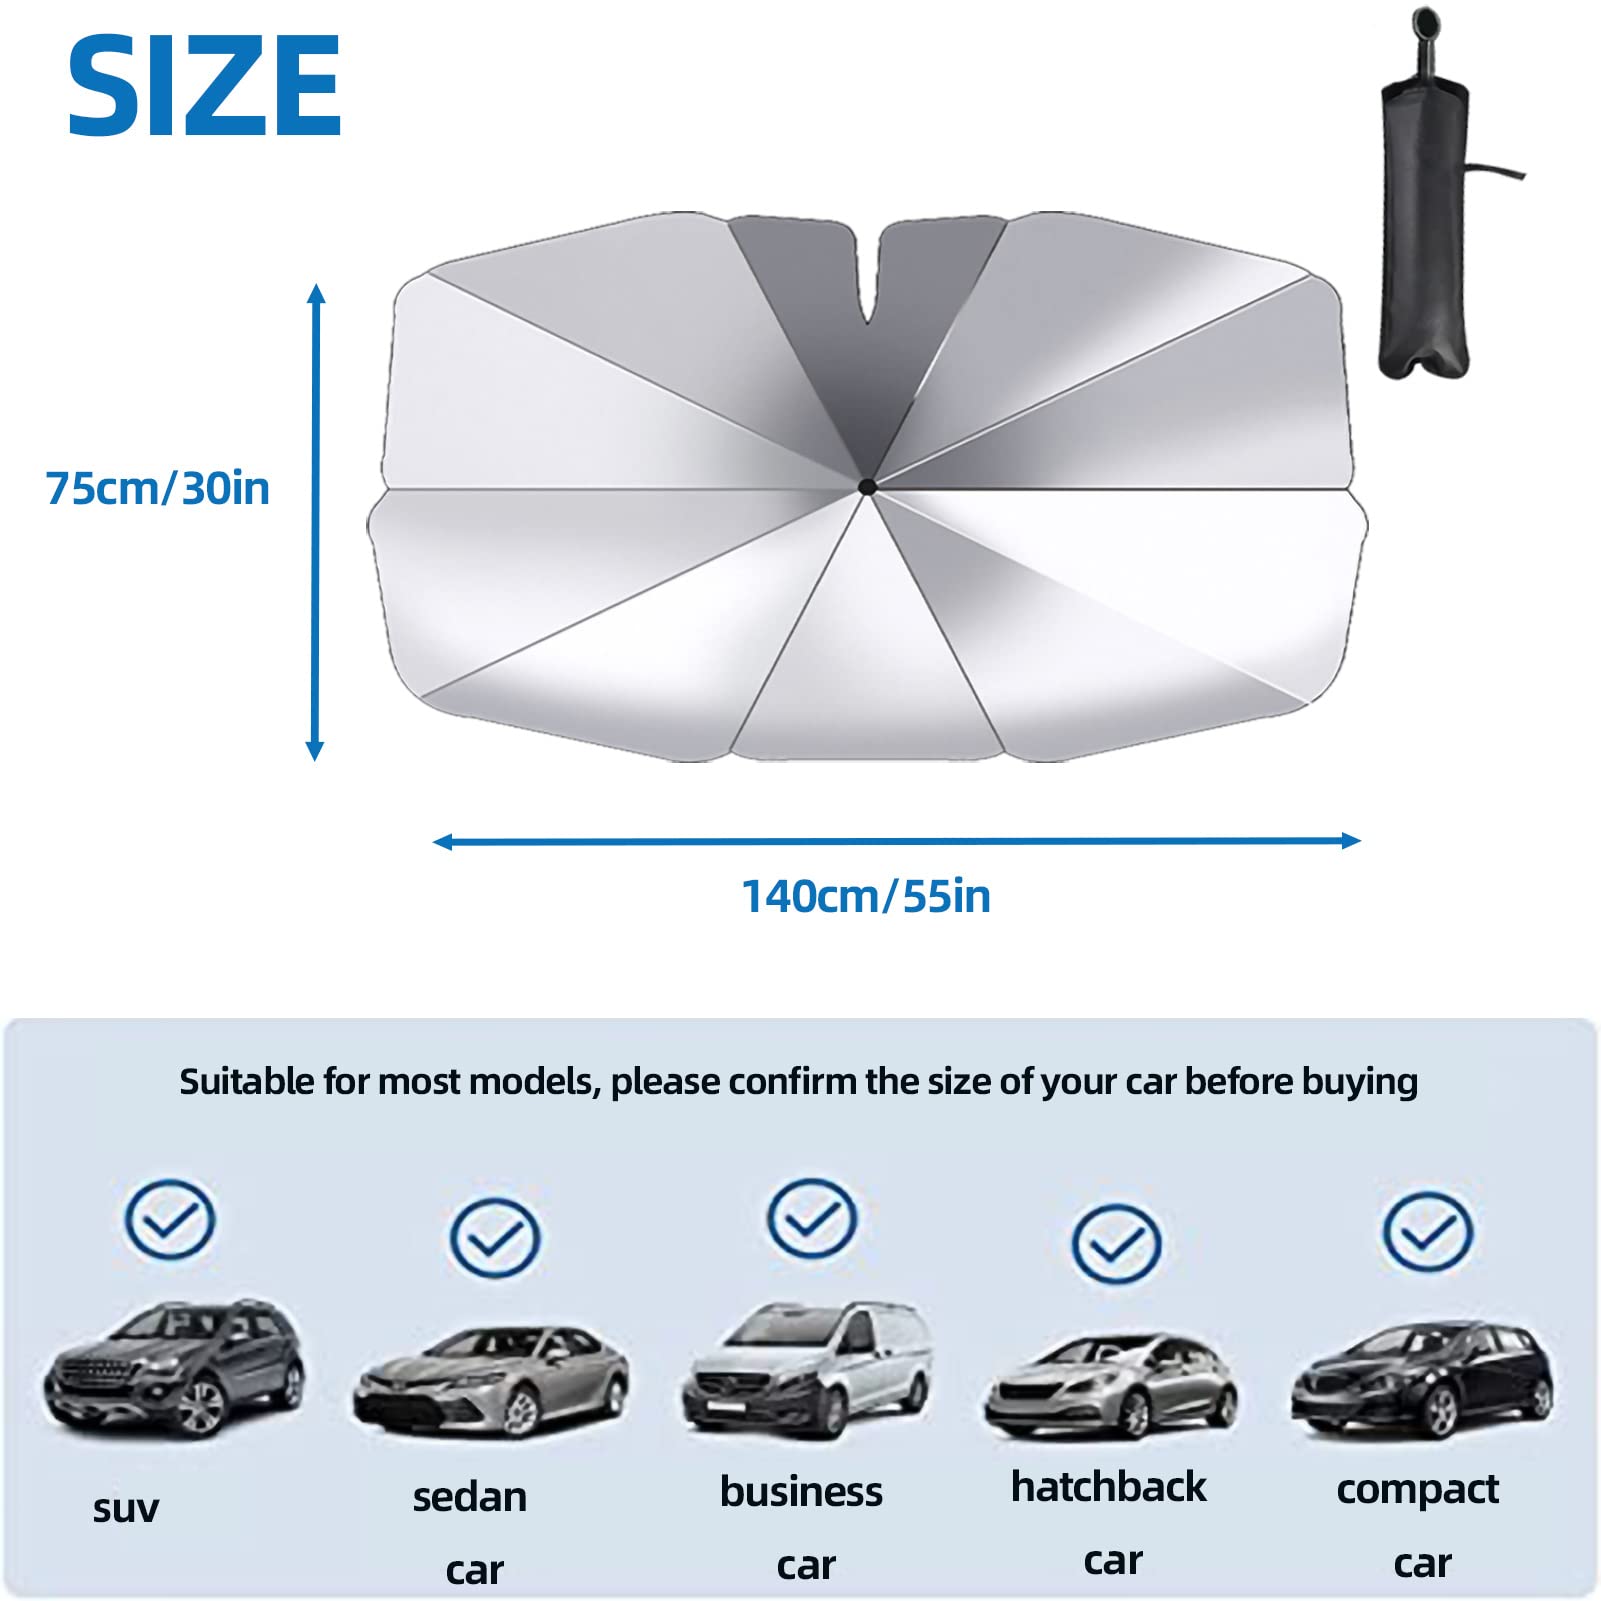 SIZE
75cm/30in
140cm/55in
Suitable for most models, please confirm the size of your car before buying
suv
sedan
car
business
car
hatchback
car
compact
car